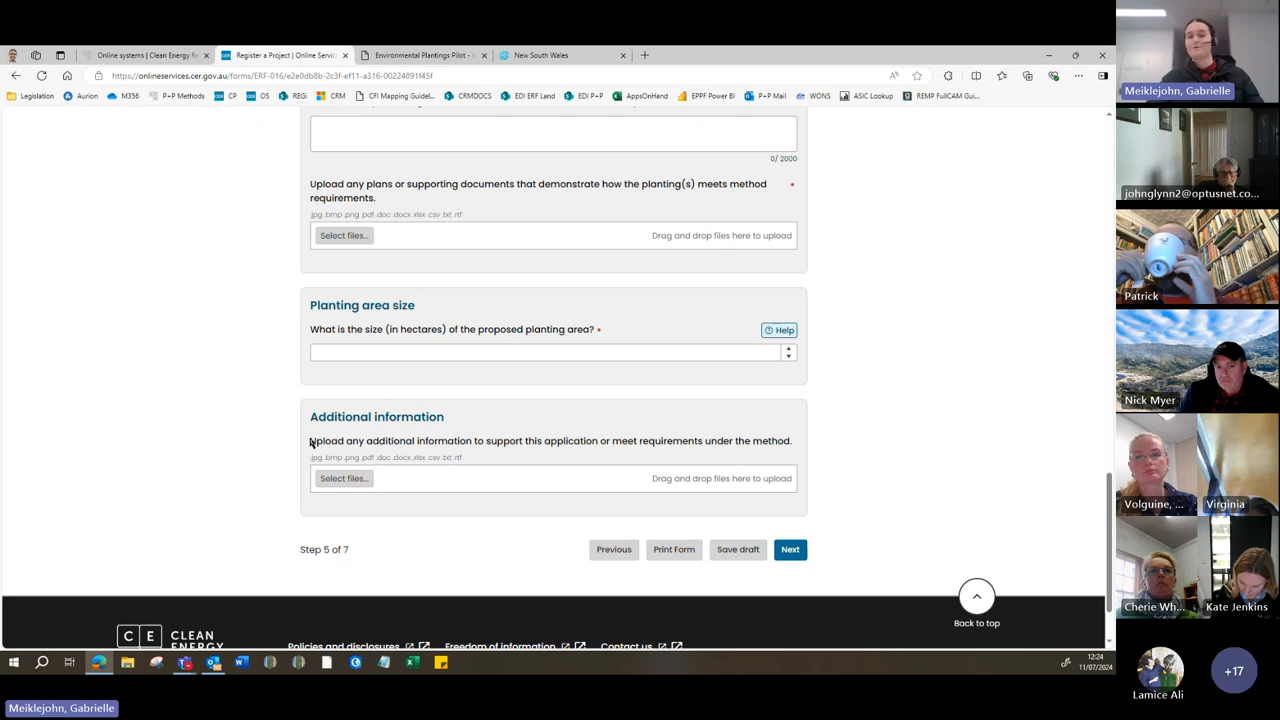 Online systems | Clean Energy Re
Register a Project | Online Servic
Environmental Plantings Pilot -
New South Wales
https://onlineservices.cer.gov.au/forms/ERF-016/e2e0db8b-2c3f-ef11-a316-00224891f45f
Legislation
Aurion
M356
P+P Methods
CP
OS
REGI
CRM
CFI Mapping Guidel...
CRMDOCS
EDI ERF Land
EDI P+P
AppsOnHand
EPPF Power BI
P+P Mail
WONS
ASIC Lookup
REMP FullCAM Gui...
0/ 2000
Upload any plans or supporting documents that demonstrate how the planting(s) meets method
requirements.
.jpg .bmp .png .pdf .doc .docx .xlsx .csv .txt .rtf
Select files...
Drag and drop files here to upload
Planting area size
What is the size (in hectares) of the proposed planting area?
Help
Additional information
Upload any additional information to support this application or meet requirements under the method.
.jpg .bmp .png .pdf .doc .docx .xlsx .csv .txt .rtf
Select files...
Drag and drop files here to upload
Step 5 of 7
Previous
Print Form
Save draft
Next
Back to top
CE
CLEAN
ENERGY
Policies and disclosures
Freedom of information
Contact us
12:24
11/07/2024
Meiklejohn, Gabrielle
Meiklejohn, Gabrielle
johnglynn2@optusnet.co...
Patrick
Nick Myer
Volguine, ...
Virginia
Cherie Wh...
Kate Jenkins
Lamice Ali
+17